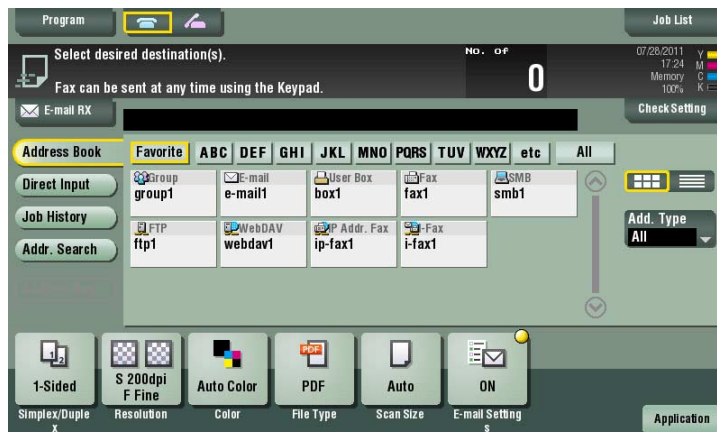 Program
Job List
Select desired destination(s).
No. OF
07/26/2011
17:24
Memory
100%
Y
M
C
K
Fax can be sent at any time using the Keypad.
0
E-mail RX
Check Setting
Address Book
Favorite ABC DEF GHI JKL MNO PQRS TUV WXYZ etc All
Direct Input
Job History
Addr. Search
Group
group1
E-mail
e-mail1
User Box
box1
Fax
fax1
SMB
smb1
FTP
ftp1
WebDAV
webdav1
IP Addr. Fax
ip-fax1
I-Fax
i-fax1
Add. Type
All
1 2
1-Sided
Simplex/Duple
x
S 200dpi
F Fine
Resolution
Auto Color
Color
PDF
PDF
File Type
Auto
Scan Size
ON
E-mail Setting
s
Application